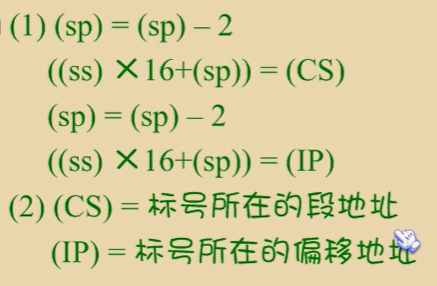 (1) (sp) = (sp) – 2
((ss) ×16+(sp)) = (CS)
(sp) = (sp) – 2
((ss) ×16+(sp)) = (IP)
(2) (CS) = 标号所在的段地址
(IP) = 标号所在的偏移地址